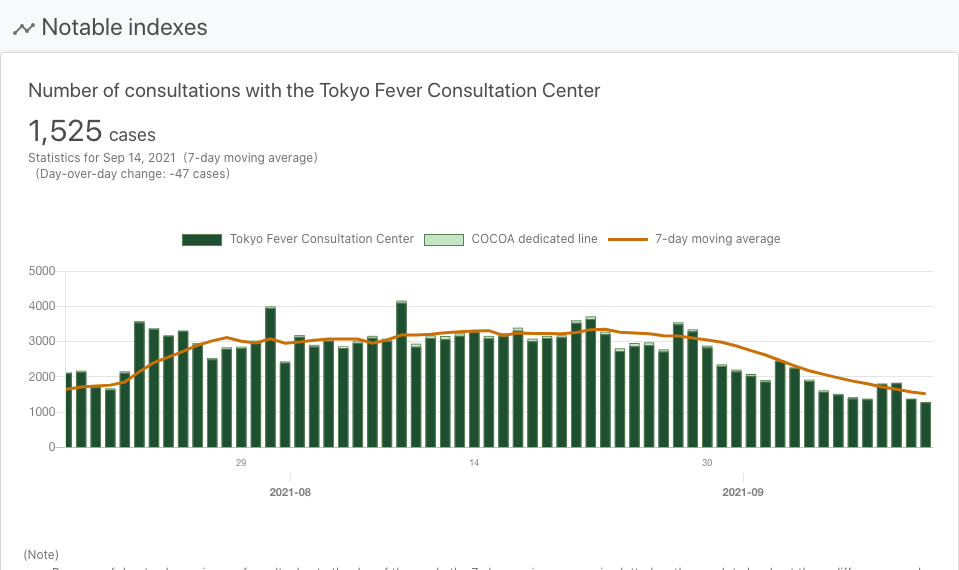 Notable indexes
Number of consultations with the Tokyo Fever Consultation Center
1,525 cases
Statistics for Sep 14, 2021 (7-day moving average)
(Day-over-day change: -47 cases)
Tokyo Fever Consultation Center COCOA dedicated line 7-day moving average
5000
4000
3000
2000
1000
0
29 14 30
2021-08 2021-09
(Note)